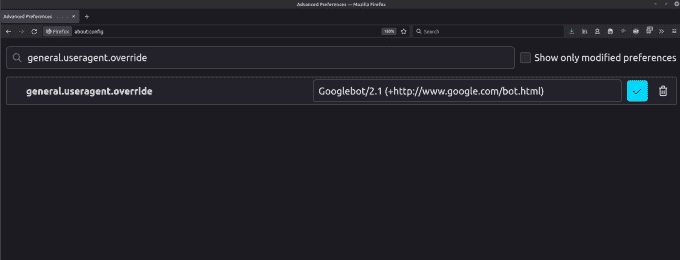 Advanced Preferences — Mozilla Firefox
Advanced Preferences
Firefox about:config 150% Search
general.useragent.override Show only modified preferences
general.useragent.override Googlebot/2.1 (+http://www.google.com/bot.html)